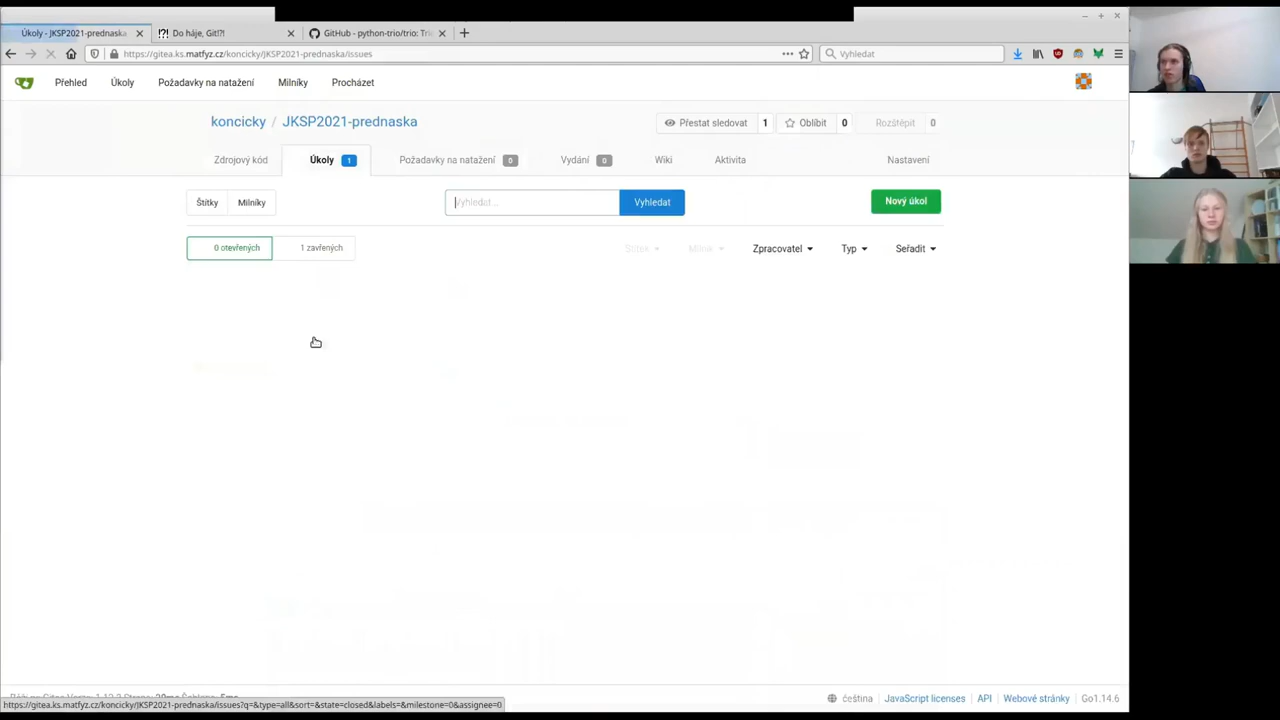 Úkoly - JKSP2021-prednaska
Do háje, Git!?!
GitHub - python-trio/trio: Tri
https://gitea.ks.matfyz.cz/koncicky/JKSP2021-prednaska/issues
Vyhledat
Přehled
Úkoly
Požadavky na natažení
Milníky
Procházet
koncicky / JKSP2021-prednaska
Přestat sledovat 1
Oblíbit 0
Rozštěpit 0
Zdrojový kód
Úkoly 1
Požadavky na natažení 0
Vydání 0
Wiki
Aktivita
Nastavení
Štítky
Milníky
Vyhledat...
Vyhledat
Nový úkol
0 otevřených
1 zavřených
Štítek
Milník
Zpracovatel
Typ
Seřadit
čeština
JavaScript licenses
API
Webové stránky
Go1.14.6
https://gitea.ks.matfyz.cz/koncicky/JKSP2021-prednaska/issues?q=&type=all&sort=&state=closed&labels=&milestone=0&assignee=0